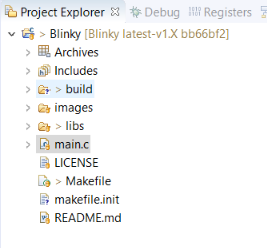 Project Explorer Debug Registers
> Blinky [Blinky latest-v1.X bb66bf2]
Archives
Includes
> build
images
> libs
main.c
LICENSE
> Makefile
makefile.init
README.md